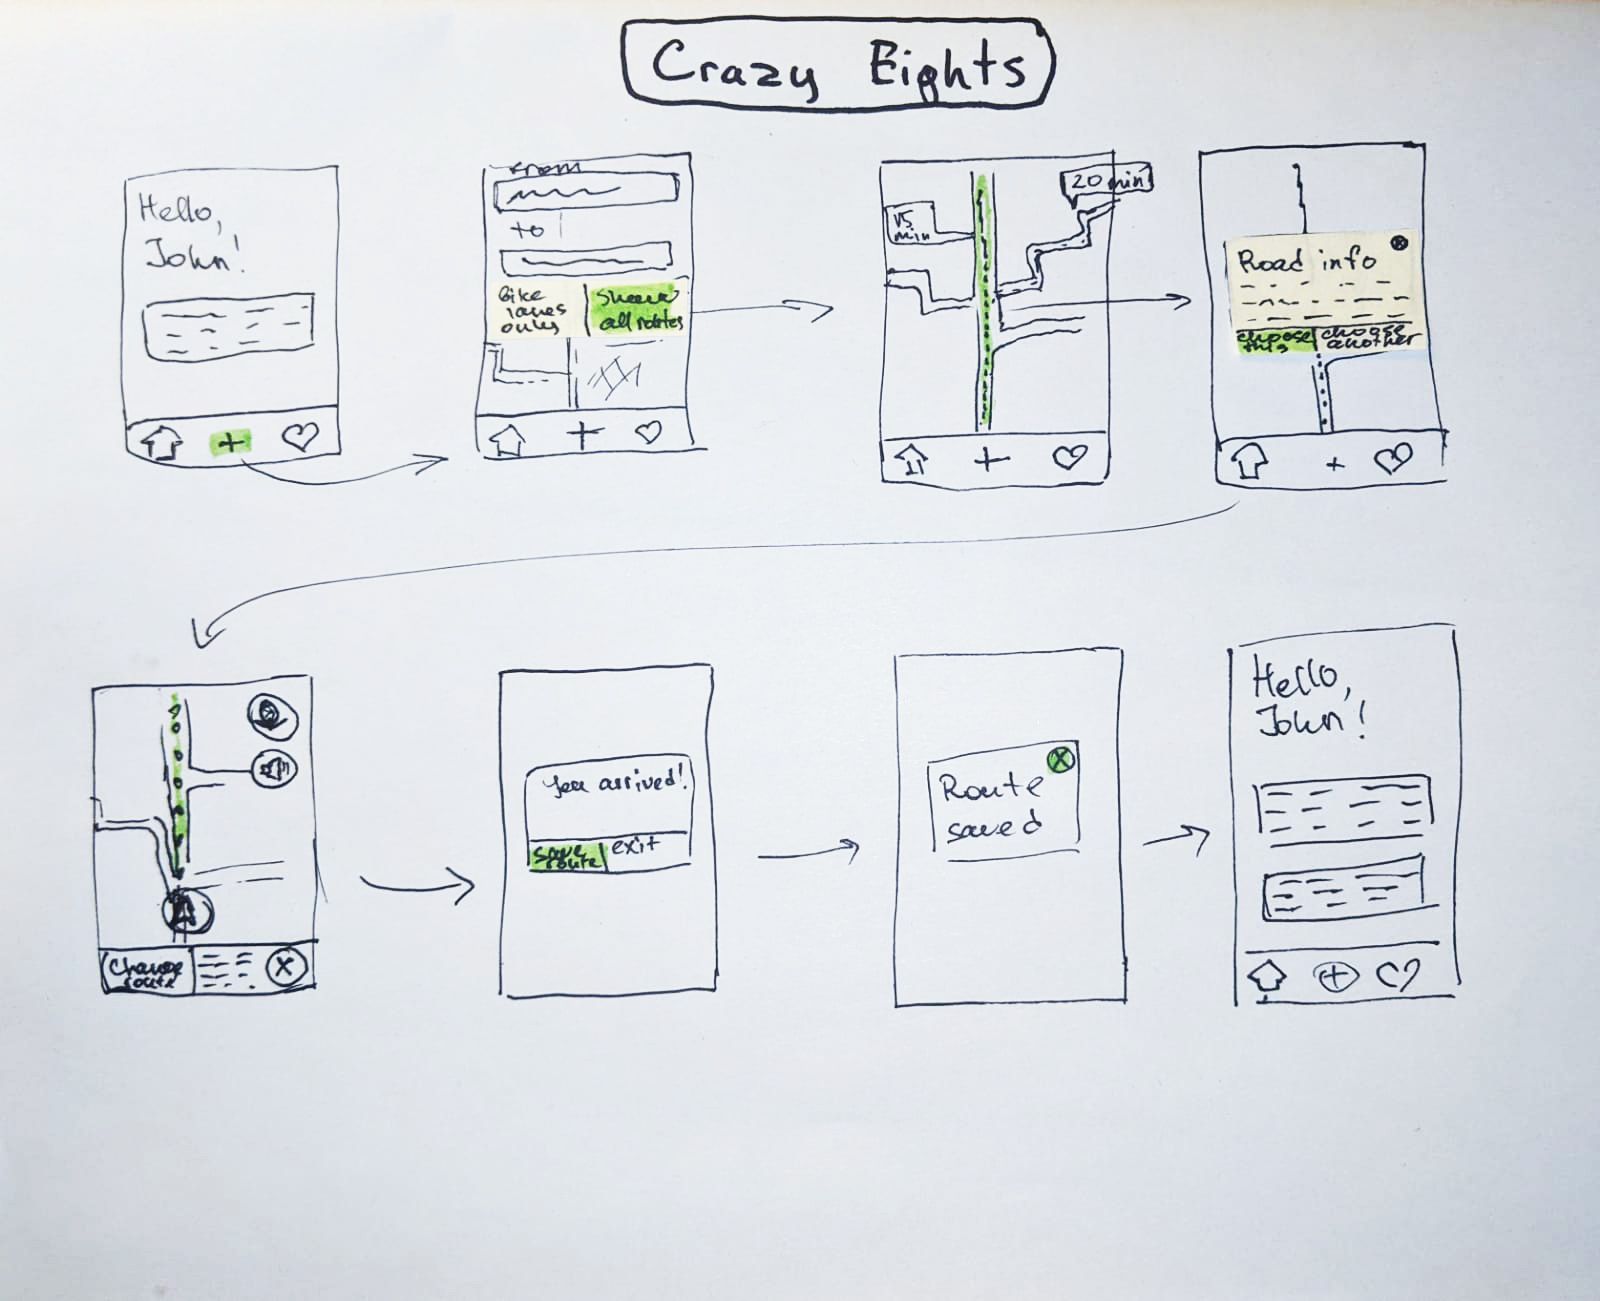 Crazy Eights
Hello,
John!
From
to
Bike
lanes
only
Show
all routes
15
min
20 min
Road info
choose
this
choose
another
Change
route
You arrived!
save
route
exit
Route
saved
Hello,
John!